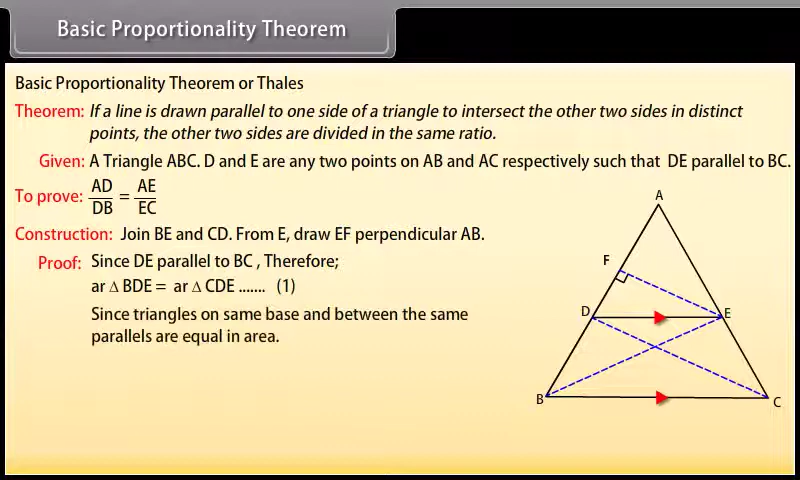 Basic Proportionality Theorem
Basic Proportionality Theorem or Thales
Theorem: If a line is drawn parallel to one side of a triangle to intersect the other two sides in distinct
points, the other two sides are divided in the same ratio.
Given: A Triangle ABC. D and E are any two points on AB and AC respectively such that DE parallel to BC.
To prove: AD/DB = AE/EC
Construction: Join BE and CD. From E, draw EF perpendicular AB.
Proof: Since DE parallel to BC , Therefore;
ar Δ BDE = ar Δ CDE ....... (1)
Since triangles on same base and between the same
parallels are equal in area.
A
F
D E
B C